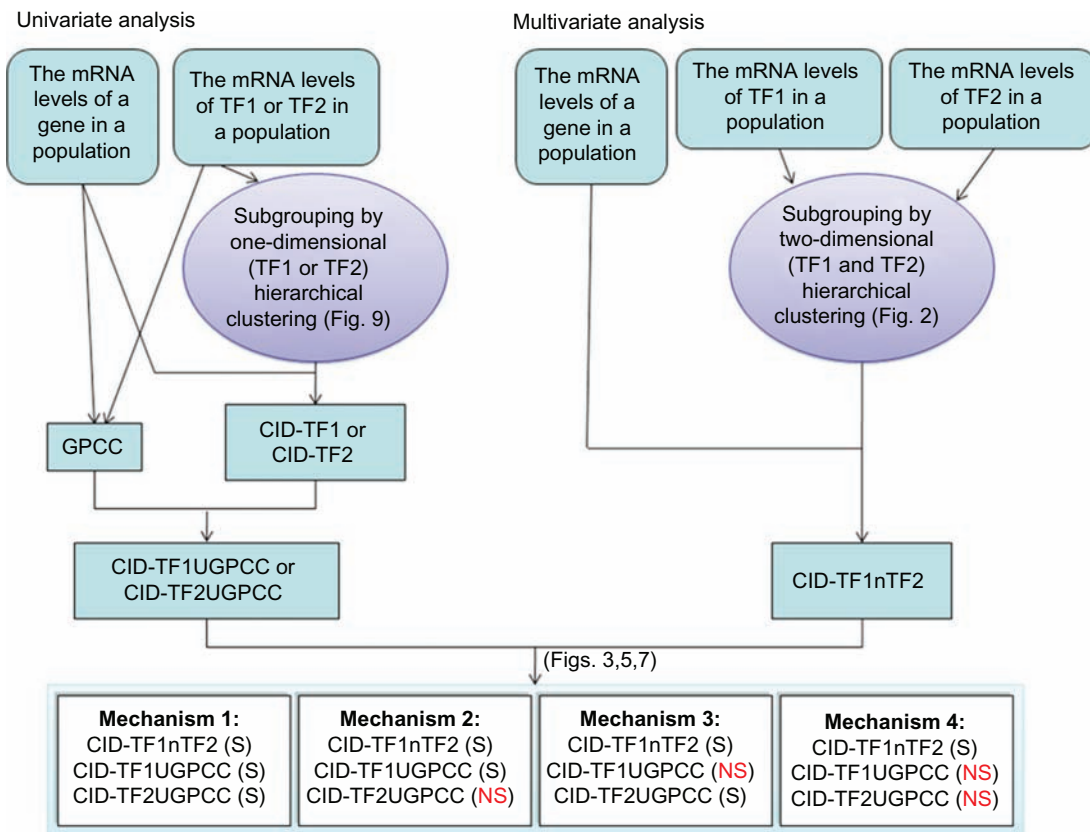 Univariate analysis
Multivariate analysis
The mRNA
levels of a
gene in a
population
The mRNA levels
of TF1 or TF2 in
a population
The mRNA
levels of a
gene in a
population
The mRNA levels
of TF1 in a
population
The mRNA levels
of TF2 in a
population
Subgrouping by
one-dimensional
(TF1 or TF2)
hierarchical
clustering (Fig. 9)
Subgrouping by
two-dimensional
(TF1 and TF2)
hierarchical
clustering (Fig. 2)
GPCC
CID-TF1 or
CID-TF2
CID-TF1UGPCC or
CID-TF2UGPCC
CID-TF1nTF2
(Figs. 3,5,7)
Mechanism 1:
CID-TF1nTF2 (S)
CID-TF1UGPCC (S)
CID-TF2UGPCC (S)
Mechanism 2:
CID-TF1nTF2 (S)
CID-TF1UGPCC (S)
CID-TF2UGPCC (NS)
Mechanism 3:
CID-TF1nTF2 (S)
CID-TF1UGPCC (NS)
CID-TF2UGPCC (S)
Mechanism 4:
CID-TF1nTF2 (S)
CID-TF1UGPCC (NS)
CID-TF2UGPCC (NS)